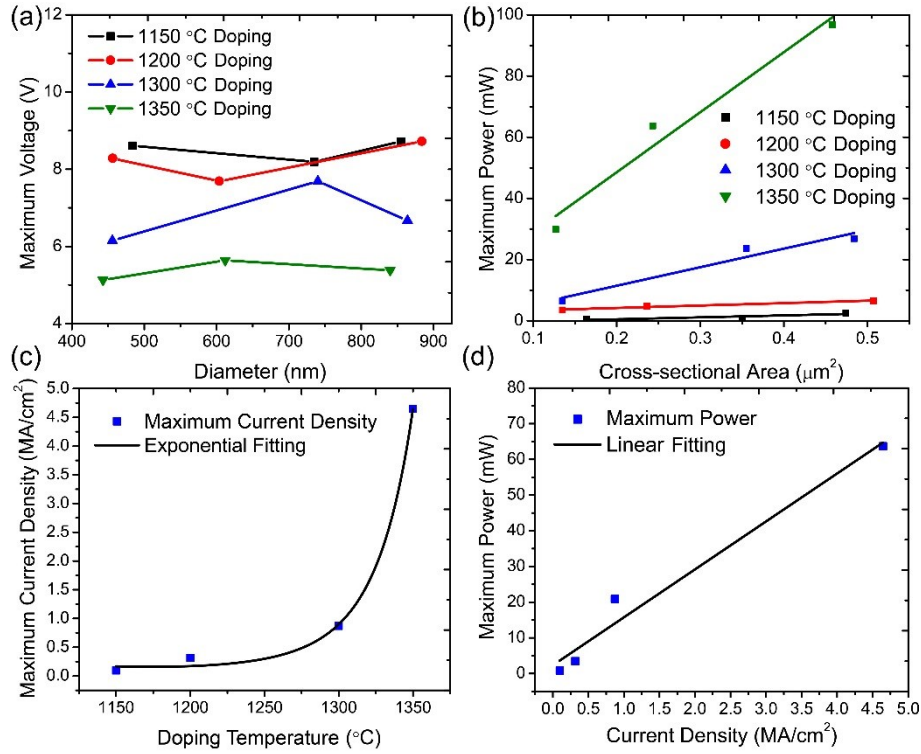 (a)
1150 °C Doping
1200 °C Doping
1300 °C Doping
1350 °C Doping
12
10
8
6
4
Maximum Voltage (V)
400 500 600 700 800 900
Diameter (nm)
(b)
1150 °C Doping
1200 °C Doping
1300 °C Doping
1350 °C Doping
100
80
60
40
20
0
Maximum Power (mW)
0.1 0.2 0.3 0.4 0.5
Cross-sectional Area (μm²)
(c)
Maximum Current Density
Exponential Fitting
5.0
4.5
4.0
3.5
3.0
2.5
2.0
1.5
1.0
0.5
0.0
Maximum Current Density (MA/cm²)
1150 1200 1250 1300 1350
Doping Temperature (°C)
(d)
Maximum Power
Linear Fitting
80
70
60
50
40
30
20
10
0
Maximum Power (mW)
0.0 0.5 1.0 1.5 2.0 2.5 3.0 3.5 4.0 4.5 5.0
Current Density (MA/cm²)